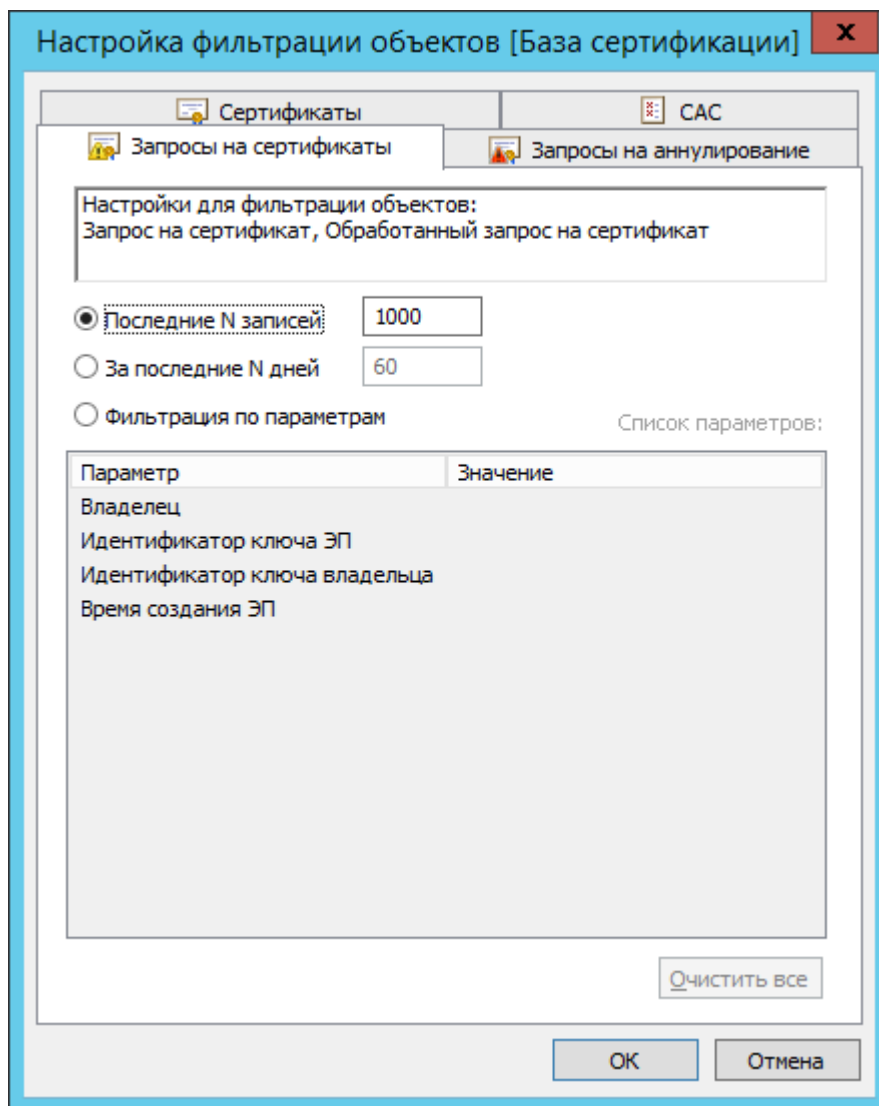 Настройка фильтрации объектов [База сертификации]
x
Сертификаты
САС
Запросы на сертификаты
Запросы на аннулирование
Настройки для фильтрации объектов:
Запрос на сертификат, Обработанный запрос на сертификат
Последние N записей 1000
За последние N дней 60
Фильтрация по параметрам
Список параметров:
Параметр Значение
Владелец
Идентификатор ключа ЭП
Идентификатор ключа владельца
Время создания ЭП
Очистить все
ОК Отмена